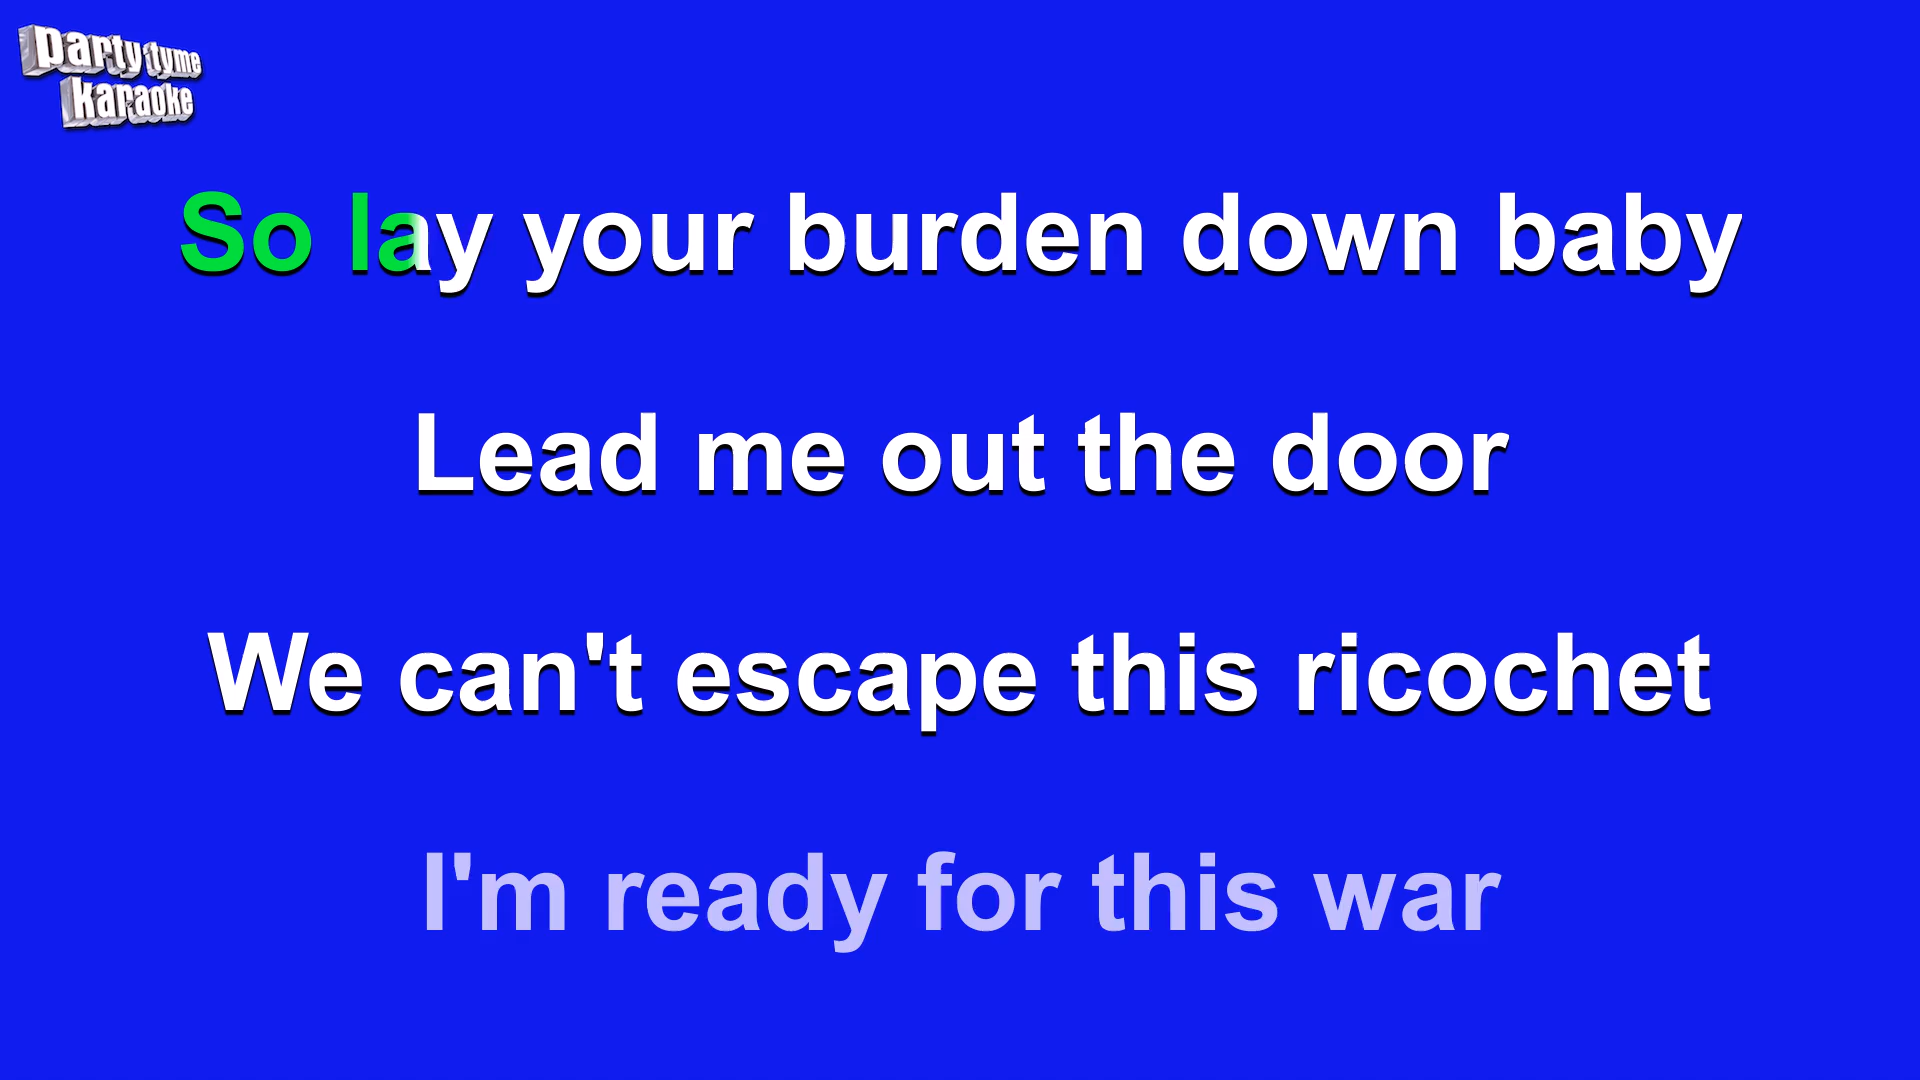 party tyme
karaoke
So lay your burden down baby
Lead me out the door
We can't escape this ricochet
I'm ready for this war